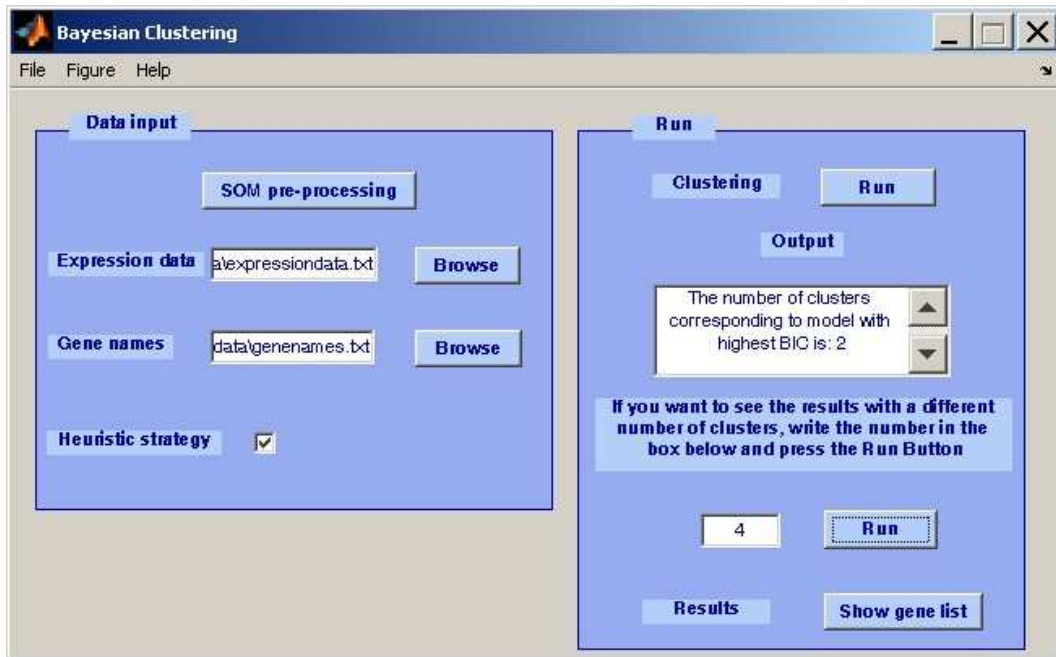 Bayesian Clustering
File Figure Help
Data input
SOM pre-processing
Expression data
a\expressiondata.txt
Browse
Gene names
data\genenames.txt
Browse
Heuristic strategy
Run
Clustering
Run
Output
The number of clusters
corresponding to model with
highest BIC is: 2
If you want to see the results with a different
number of clusters, write the number in the
box below and press the Run Button
4
Run
Results
Show gene list